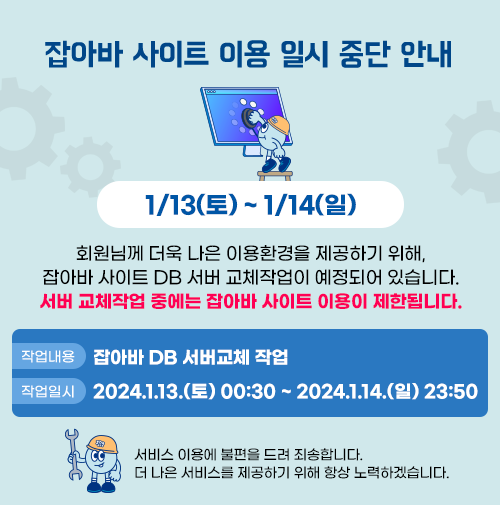 잡아바 사이트 이용 일시 중단 안내
1/13(토) ~ 1/14(일)
회원님께 더욱 나은 이용환경을 제공하기 위해,
잡아바 사이트 DB 서버 교체작업이 예정되어 있습니다.
서버 교체작업 중에는 잡아바 사이트 이용이 제한됩니다.
작업내용 잡아바 DB 서버교체 작업
작업일시 2024.1.13.(토) 00:30 ~ 2024.1.14.(일) 23:50
서비스 이용에 불편을 드려 죄송합니다.
더 나은 서비스를 제공하기 위해 항상 노력하겠습니다.